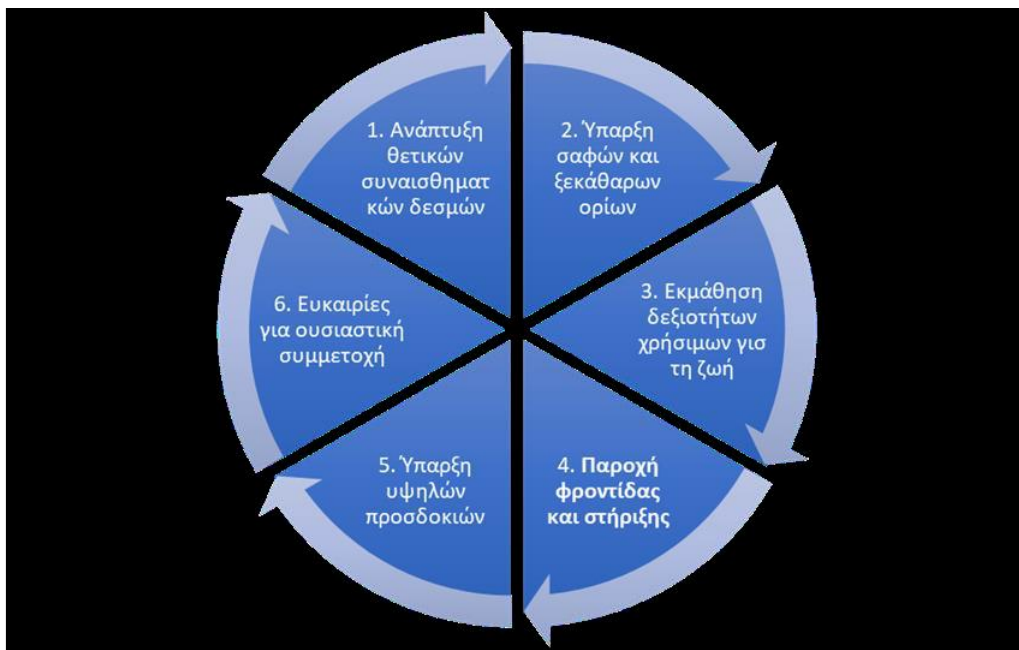 1. Ανάπτυξη
θετικών
συναισθηματ
κών δεσμών
2. Ύπαρξη
σαφών και
ξεκάθαρων
ορίων
3. Εκμάθηση
δεξιοτήτων
χρήσιμων γισ
τη ζωή
4. Παροχή
φροντίδας
και στήριξης
5. Ύπαρξη
υψηλών
προσδοκιών
6. Ευκαιρίες
για ουσιαστική
συμμετοχή